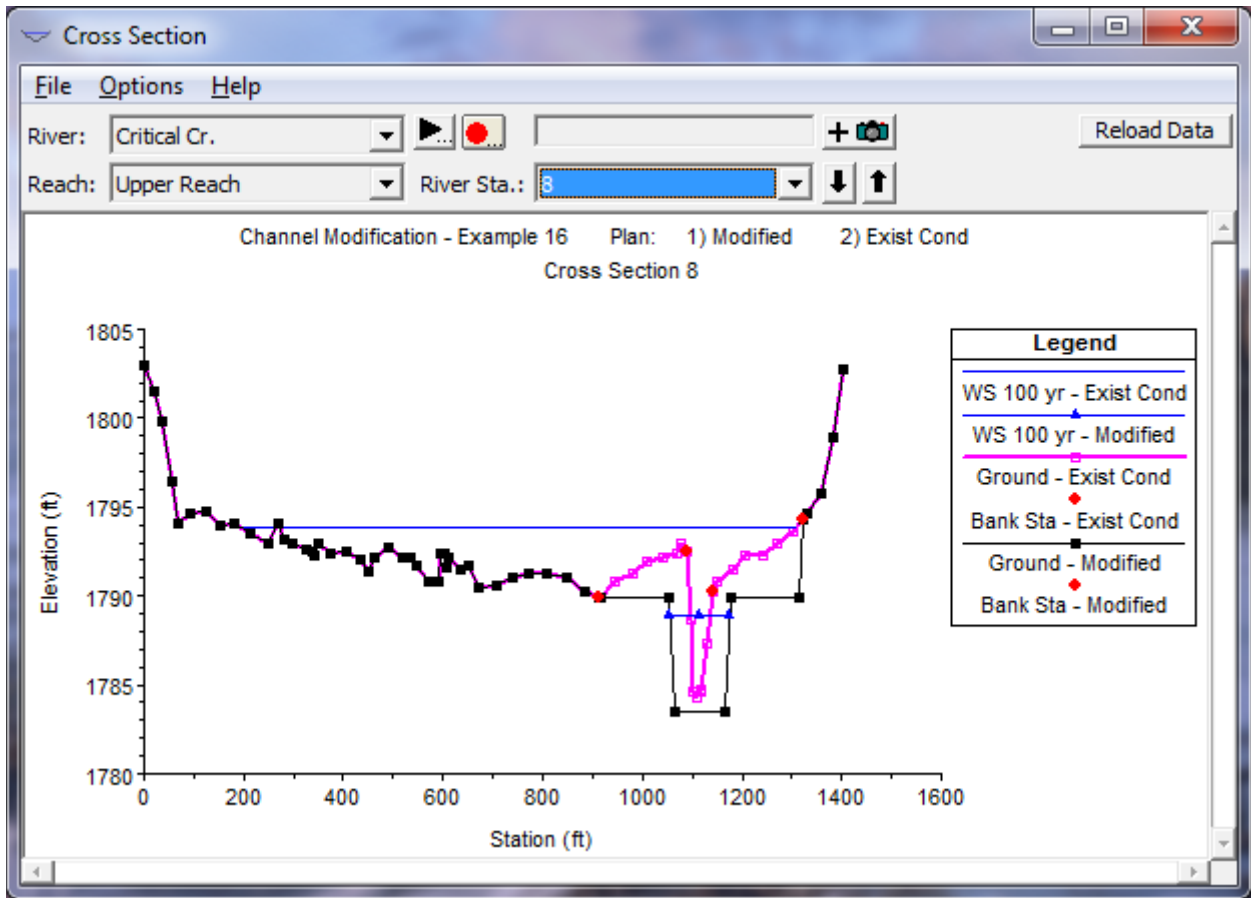 Cross Section
File Options Help
River: Critical Cr. Reload Data
Reach: Upper Reach River Sta.: 8
Channel Modification - Example 16 Plan: 1) Modified 2) Exist Cond
Cross Section 8
Elevation (ft)
1805
1800
1795
1790
1785
1780
0 200 400 600 800 1000 1200 1400 1600
Station (ft)
Legend
WS 100 yr - Exist Cond
WS 100 yr - Modified
Ground - Exist Cond
Bank Sta - Exist Cond
Ground - Modified
Bank Sta - Modified